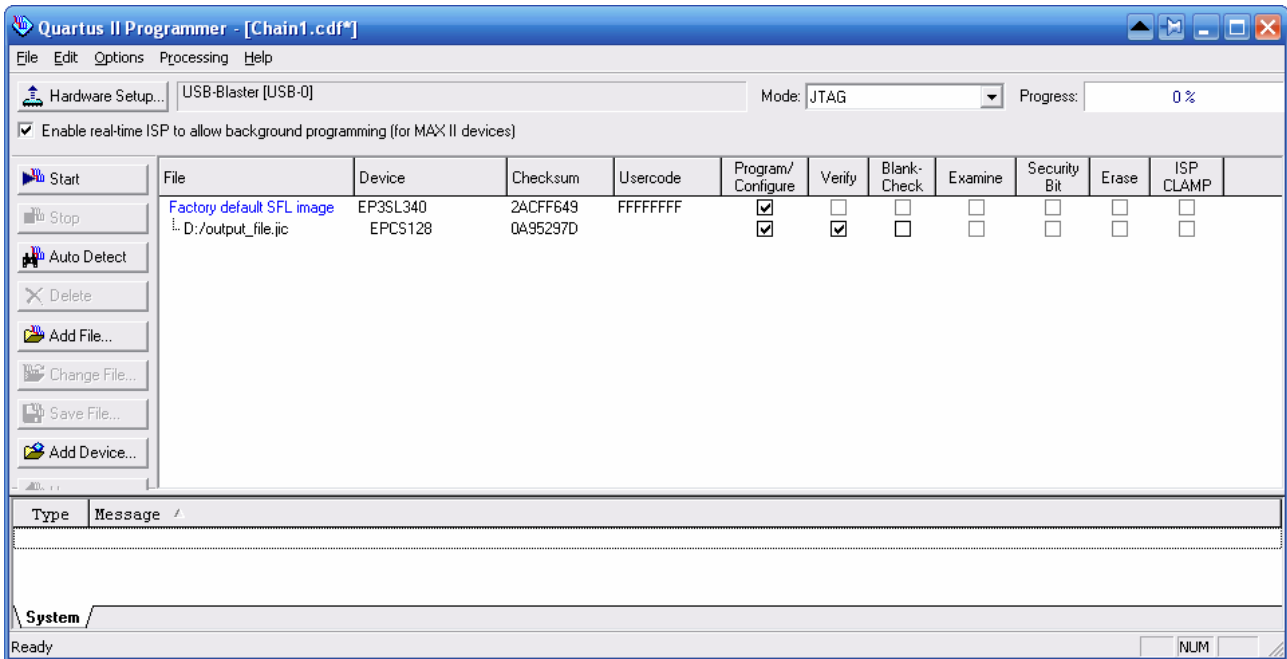 Quartus II Programmer - [Chain1.cdf*]
File Edit Options Processing Help
Hardware Setup... USB-Blaster [USB-0] Mode: JTAG Progress: 0 %
Enable real-time ISP to allow background programming (for MAX II devices)
Start
Stop
Auto Detect
Delete
Add File...
Change File...
Save File...
Add Device...
File Device Checksum Usercode Program/ Configure Verify Blank- Check Examine Security Bit Erase ISP CLAMP
Factory default SFL image EP3SL340 2ACFF649 FFFFFFFF
D:/output_file.jic EPCS128 0A95297D
Type Message
System
Ready NUM